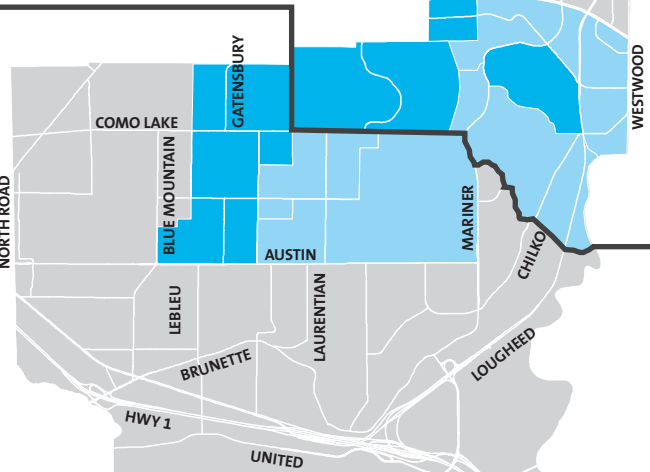 GATENSBURY
WESTWOOD
COMO LAKE
BLUE MOUNTAIN
NORTH ROAD
MARINER
AUSTIN
CHILKO
LEBLEU
LAURENTIAN
BRUNETTE
LOUGHEED
HWY 1
UNITED